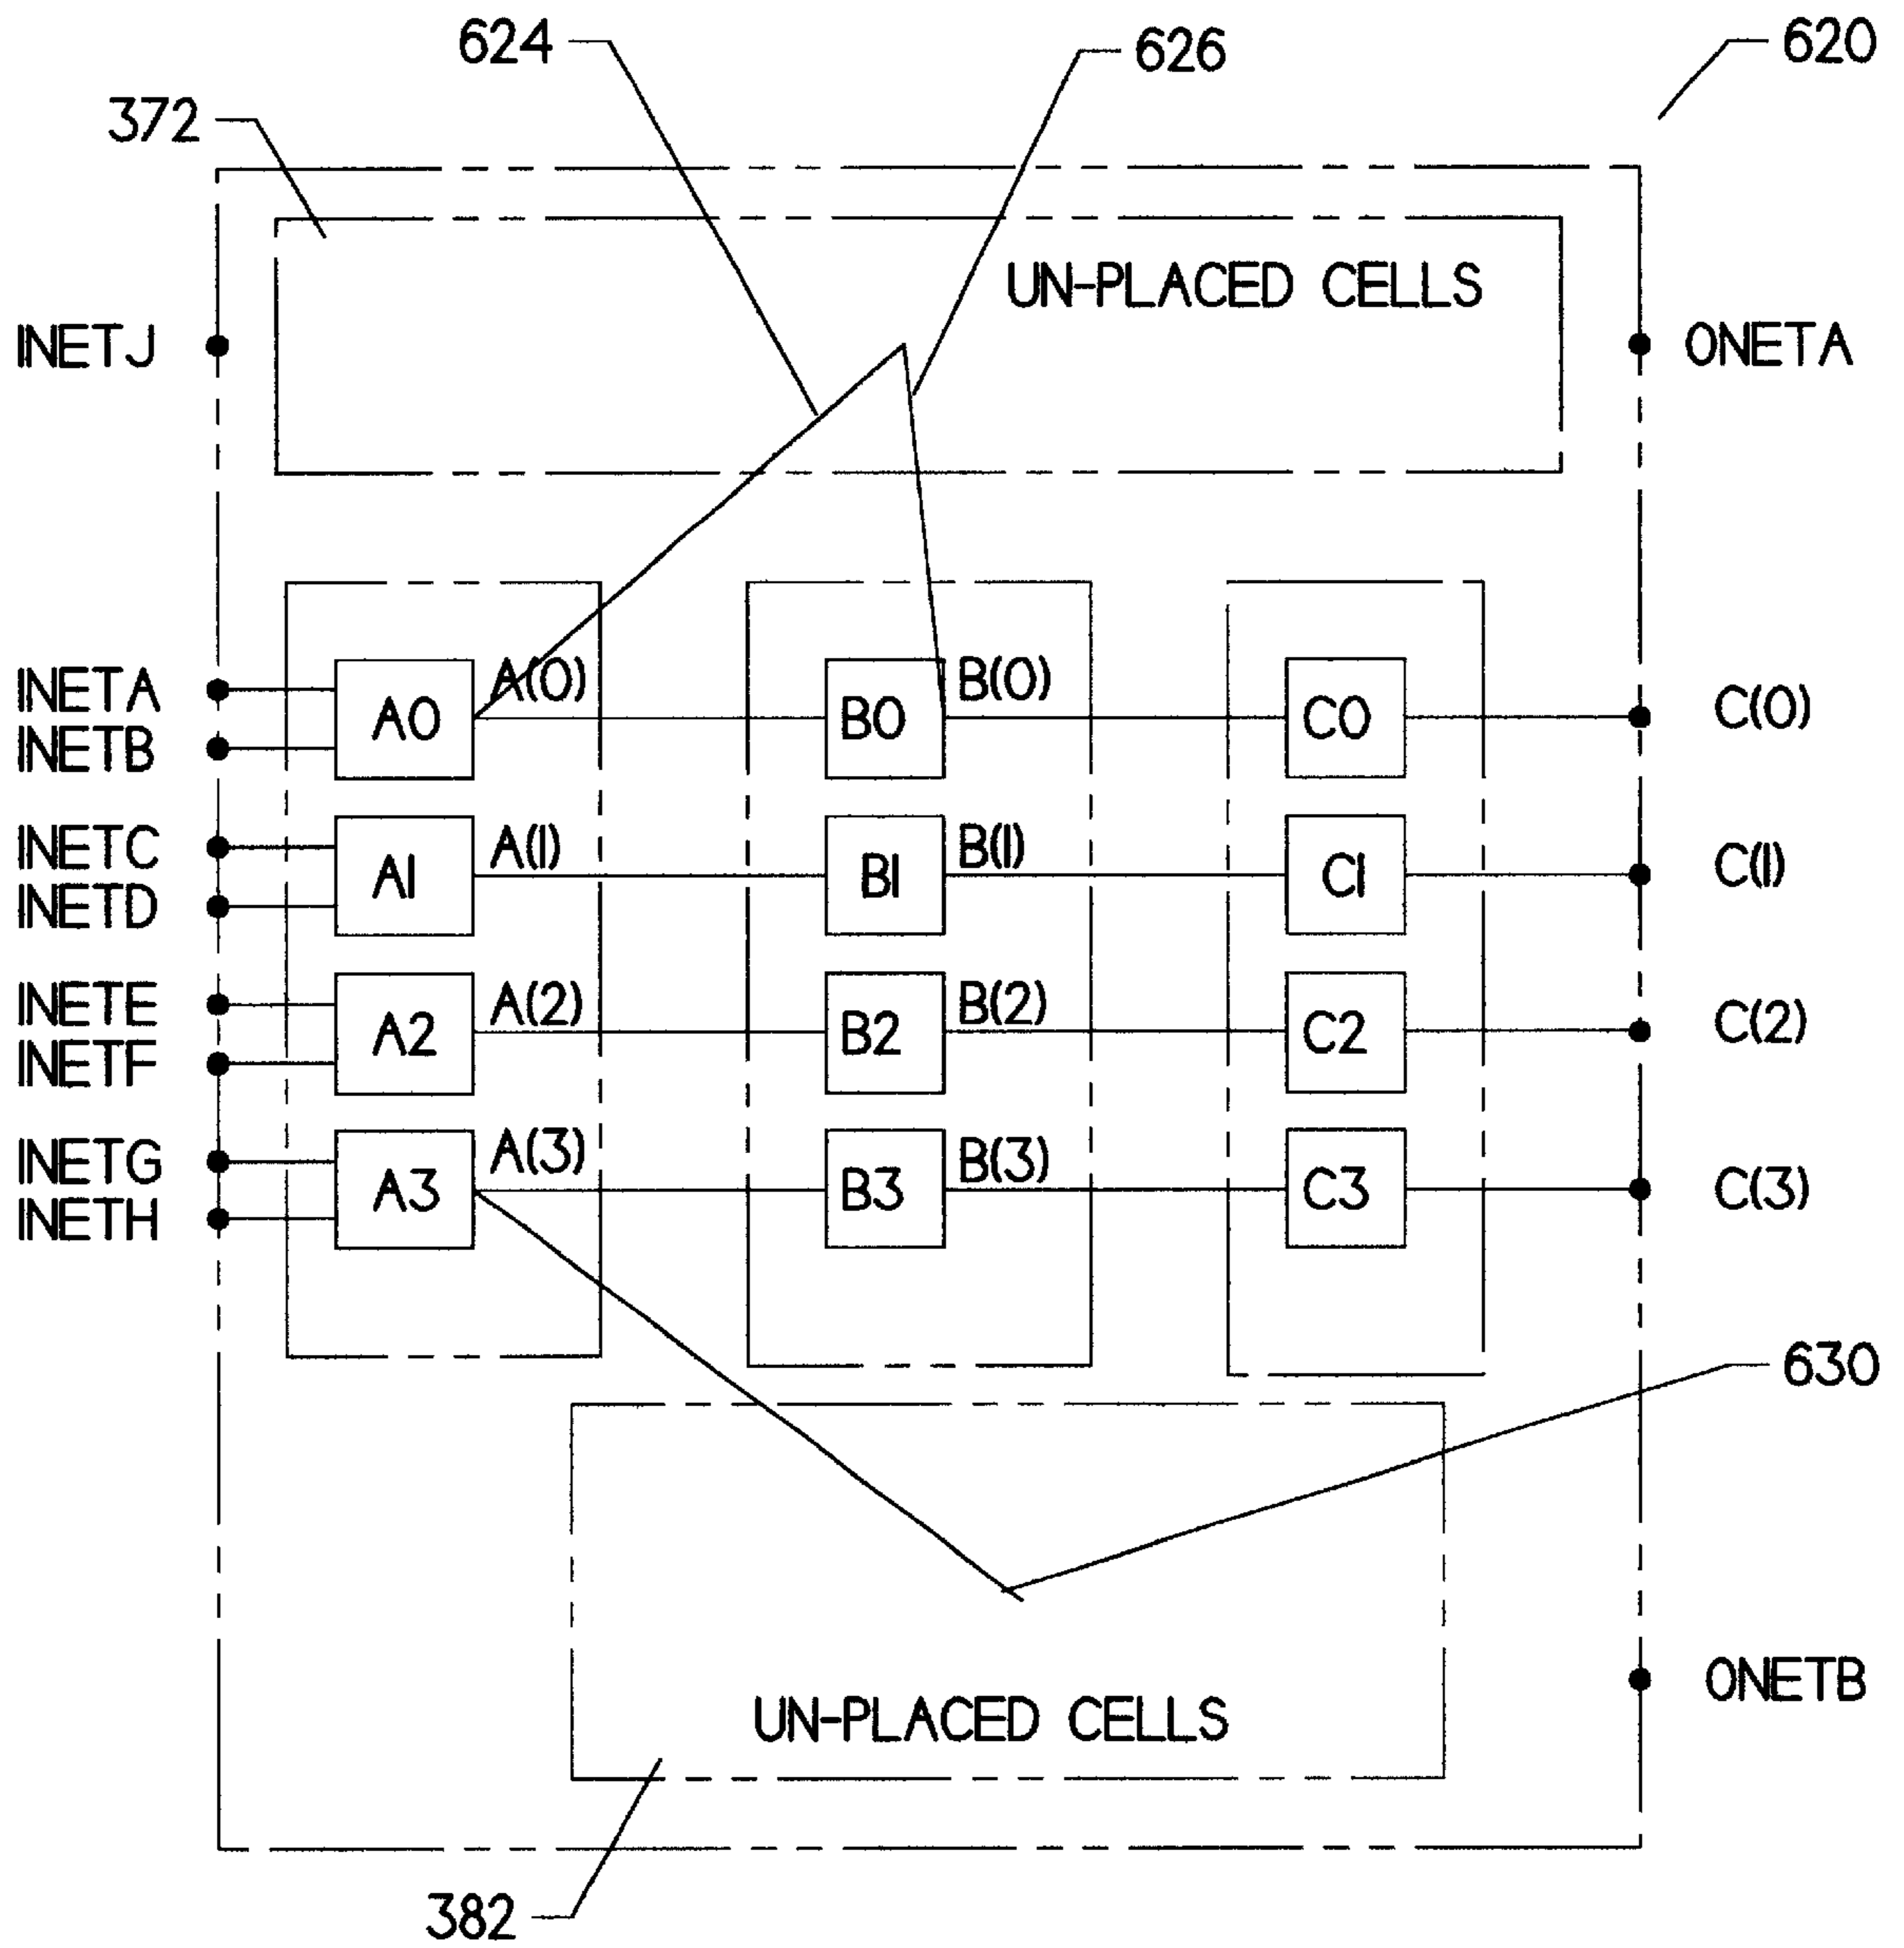 624
626
620
372
UN-PLACED CELLS
INETJ
ONETA
INETA
INETB
A0
A(0)
B0
B(0)
C0
C(0)
INETC
INETD
A1
A(1)
B1
B(1)
C1
C(1)
INETE
INETF
A2
A(2)
B2
B(2)
C2
C(2)
INETG
INETH
A3
A(3)
B3
B(3)
C3
C(3)
630
UN-PLACED CELLS
ONETB
382